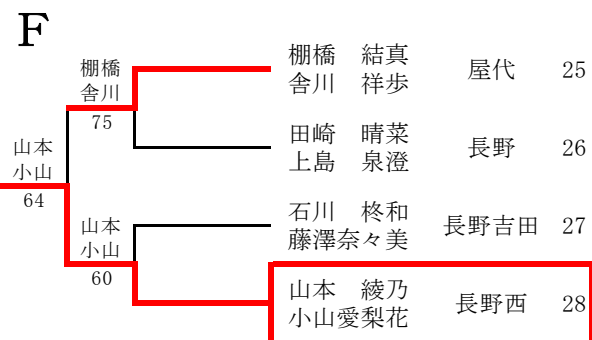 F
棚橋 結真
舎川 祥歩
屋代 25
棚橋
舎川
75
田崎 晴菜
上島 泉澄
長野 26
山本
小山
64
石川 柊和
藤澤奈々美
長野吉田 27
山本
小山
60
山本 綾乃
小山愛梨花
長野西 28